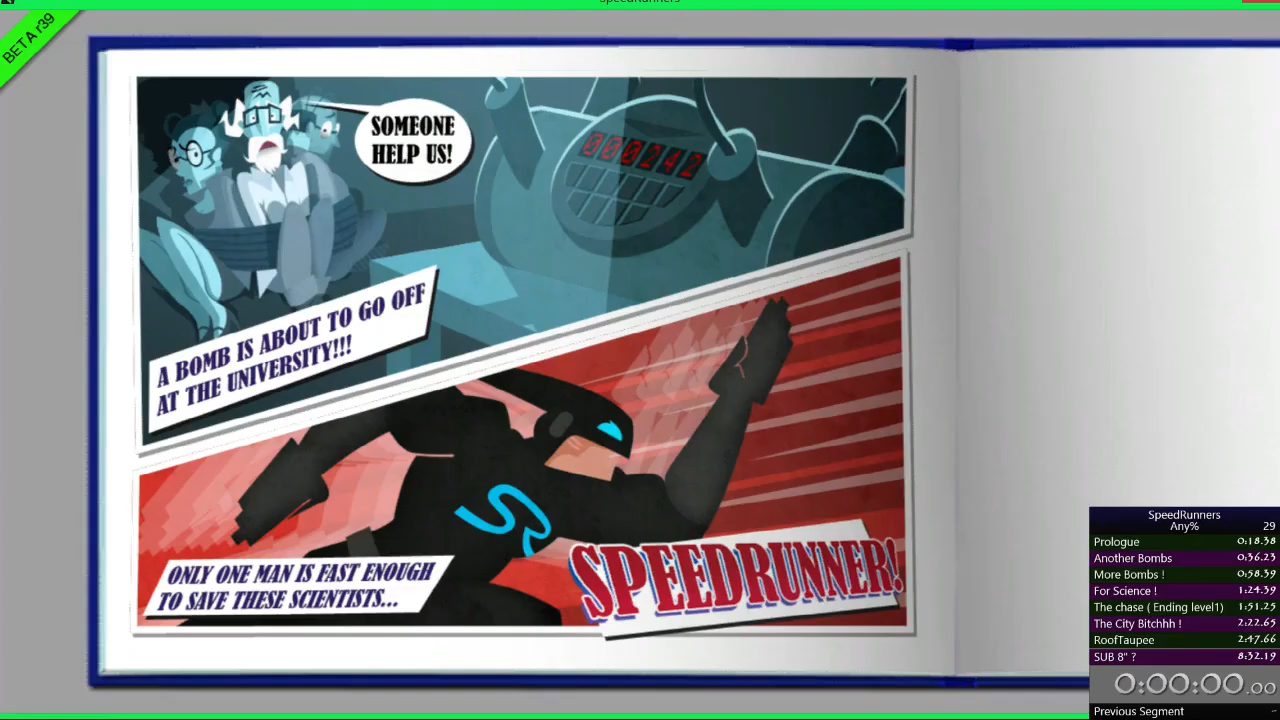 SpeedRunners
BETA r39
SOMEONE
HELP US!
000242
A BOMB IS ABOUT TO GO OFF
AT THE UNIVERSITY!!!
SR
ONLY ONE MAN IS FAST ENOUGH
TO SAVE THESE SCIENTISTS...
SPEEDRUNNER!
SpeedRunners
Any% 29
Prologue 0:18.38
Another Bombs 0:36.23
More Bombs ! 0:58.39
For Science ! 1:24.39
The chase ( Ending level1) 1:51.25
The City Bitchhh ! 2:22.65
RoofTaupee 2:47.66
SUB 8" ? 8:32.19
0:00:00.00
Previous Segment -